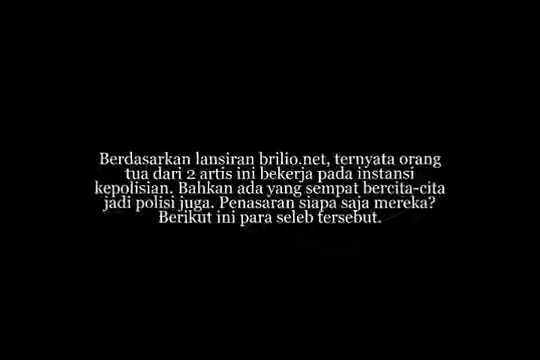 Berdasarkan lansiran brilio.net, ternyata orang
tua dari 2 artis ini bekerja pada instansi
kepolisian. Bahkan ada yang sempat bercita-cita
jadi polisi juga. Penasaran siapa saja mereka?
Berikut ini para seleb tersebut.